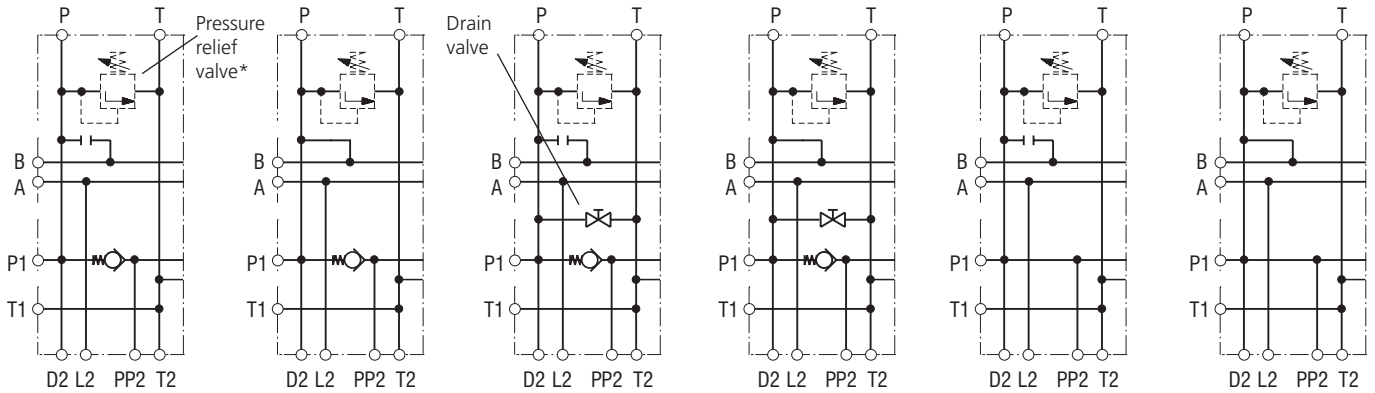 P T P T P T P T P T P T
Pressure
relief
valve*
Drain
valve
B B B B B B
A A A A A A
P1 P1 P1 P1 P1 P1
T1 T1 T1 T1 T1 T1
D2 L2 PP2 T2 D2 L2 PP2 T2 D2 L2 PP2 T2 D2 L2 PP2 T2 D2 L2 PP2 T2 D2 L2 PP2 T2